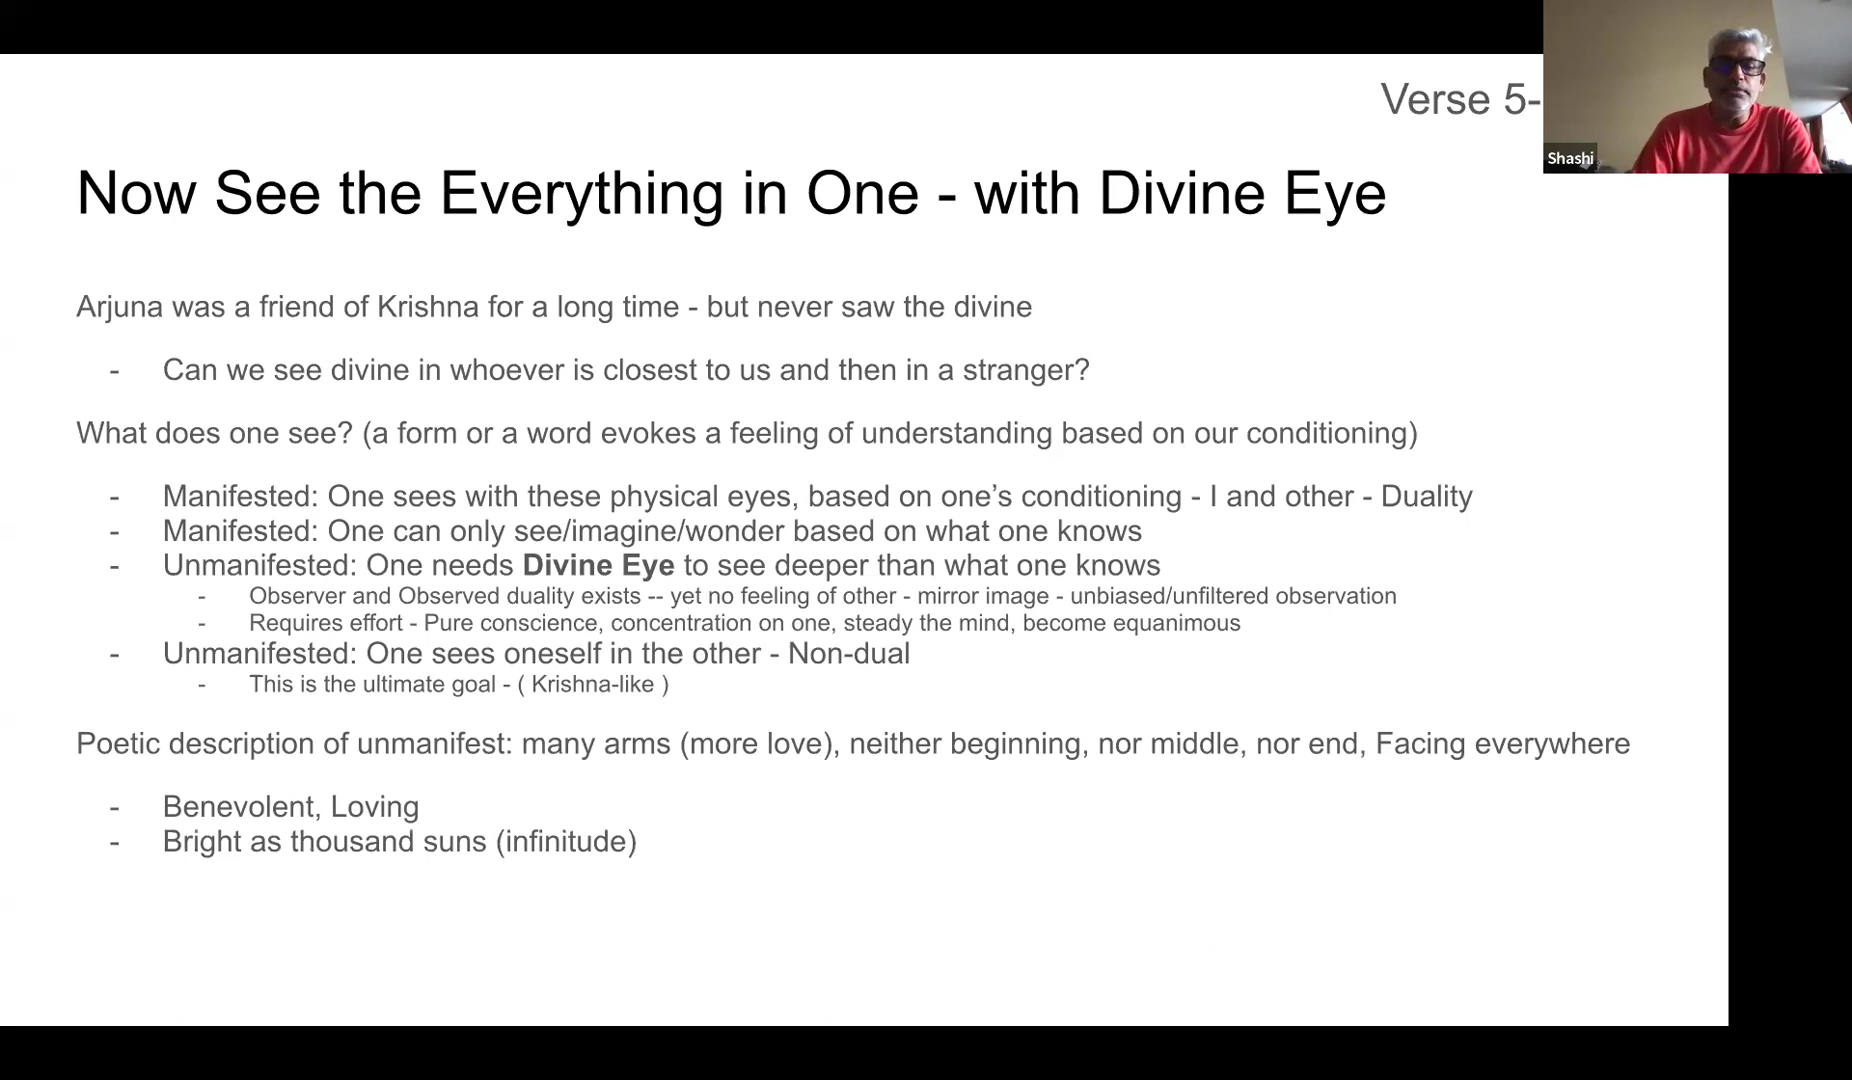 Verse 5-
Shashi
Now See the Everything in One - with Divine Eye
Arjuna was a friend of Krishna for a long time - but never saw the divine
- Can we see divine in whoever is closest to us and then in a stranger?
What does one see? (a form or a word evokes a feeling of understanding based on our conditioning)
- Manifested: One sees with these physical eyes, based on one’s conditioning - I and other - Duality
- Manifested: One can only see/imagine/wonder based on what one knows
- Unmanifested: One needs Divine Eye to see deeper than what one knows
- Observer and Observed duality exists -- yet no feeling of other - mirror image - unbiased/unfiltered observation
- Requires effort - Pure conscience, concentration on one, steady the mind, become equanimous
- Unmanifested: One sees oneself in the other - Non-dual
- This is the ultimate goal - ( Krishna-like )
Poetic description of unmanifest: many arms (more love), neither beginning, nor middle, nor end, Facing everywhere
- Benevolent, Loving
- Bright as thousand suns (infinitude)